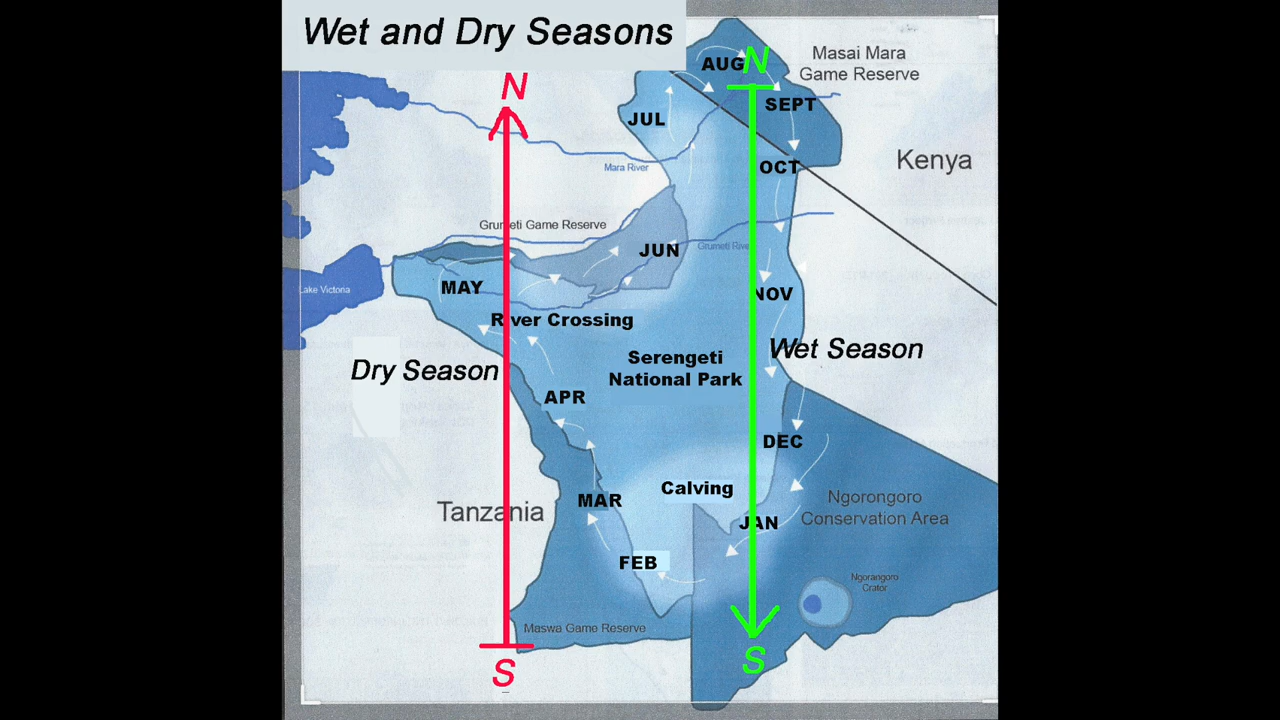 Wet and Dry Seasons
N
AUG
N
Masai Mara
Game Reserve
SEPT
JUL
Mara River
OCT
Kenya
Grumeti Game Reserve
JUN
Grumeti River
MAY
Lake Victoria
NOV
River Crossing
Serengeti
National Park
Wet Season
Dry Season
APR
DEC
Calving
MAR
Tanzania
Ngorongoro
Conservation Area
JAN
FEB
Ngorangoro
Crator
Maswa Game Reserve
S
S